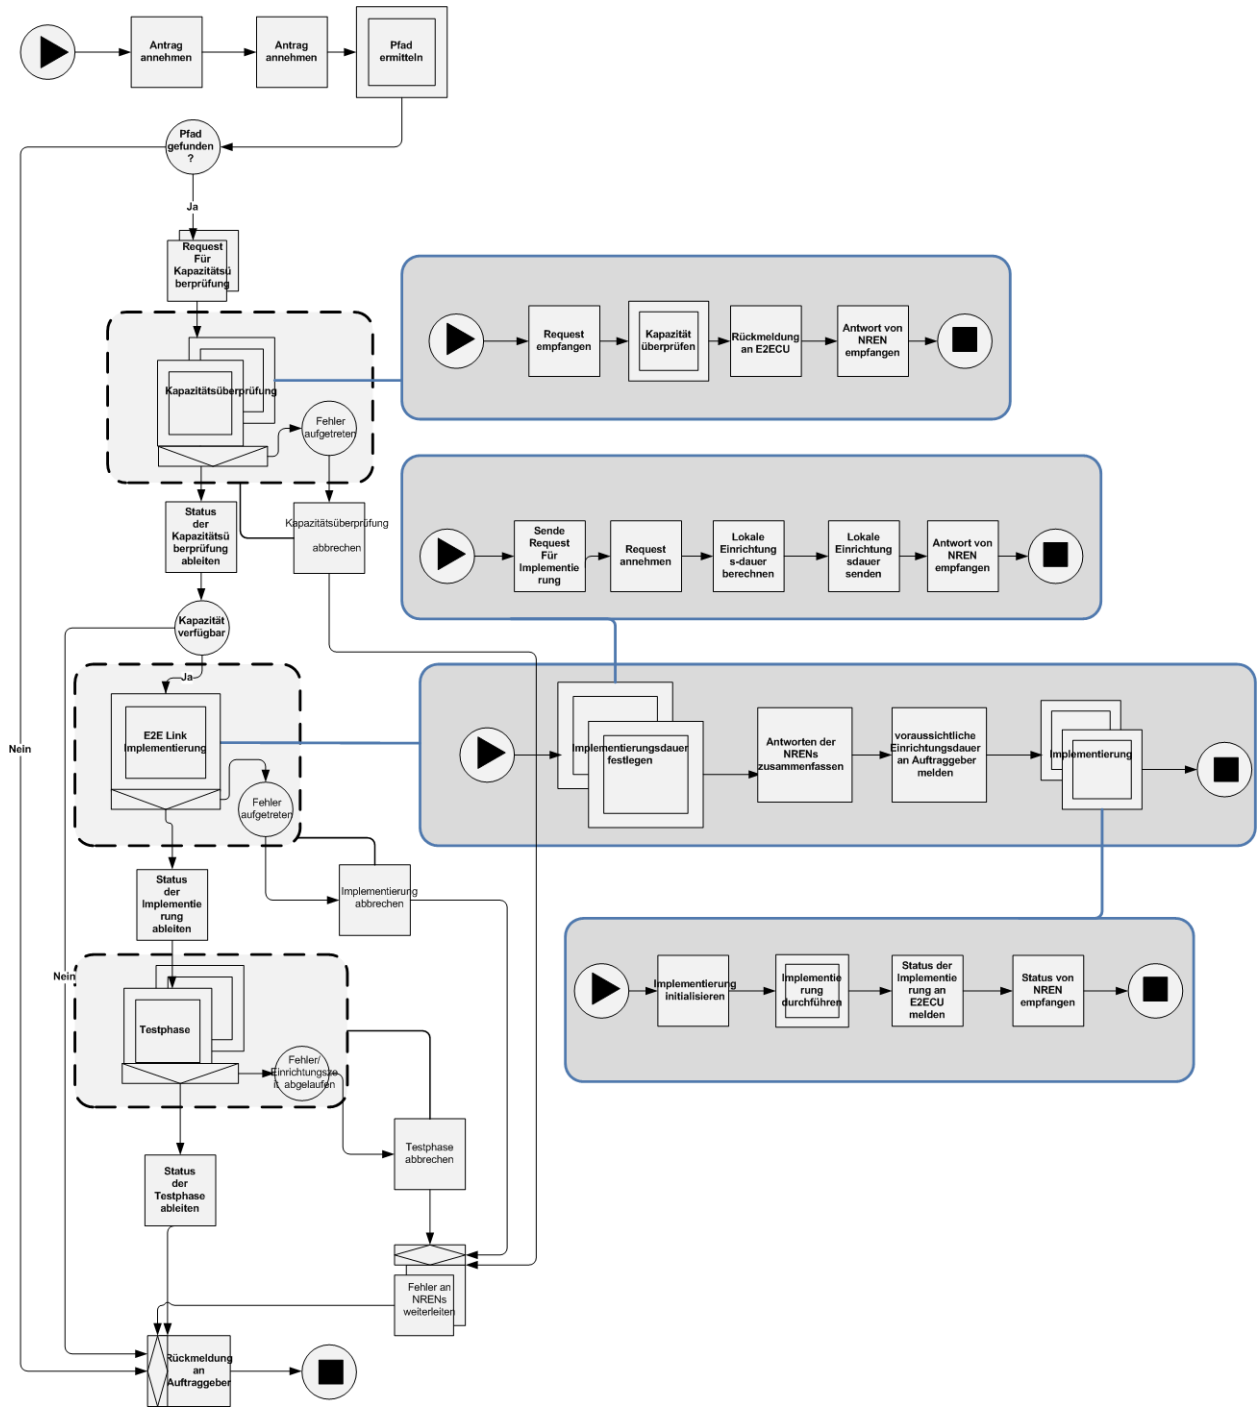 Antrag
annehmen
Antrag
annehmen
Pfad
ermitteln
Pfad
gefunden
?
Ja
Request
Für
Kapazitätsü
berprüfung
Kapazitätsüberprüfung
Fehler
aufgetreten
Request
empfangen
Kapazität
überprüfen
Rückmeldung
an E2ECU
Antwort von
NREN
empfangen
Status
der
Kapazitätsü
berprüfung
ableiten
Kapazitätsüberprüfung
abbrechen
Sende
Request
Für
Implementie
rung
Request
annehmen
Lokale
Einrichtung
s-dauer
berechnen
Lokale
Einrichtung
sdauer
senden
Antwort von
NREN
empfangen
Kapazität
verfügbar
Ja
E2E Link
Implementierung
Fehler
aufgetreten
Nein
Implementierungsdauer
festlegen
Antworten der
NRENs
zusammenfassen
voraussichtliche
Einrichtungsdauer
an Auftraggeber
melden
Implementierung
Status
der
Implementie
rung
ableiten
Implementierung
abbrechen
Nein
Implementierung
initialisieren
Implementie
rung
durchführen
Status der
Implementie
rung an
E2ECU
melden
Status von
NREN
empfangen
Testphase
Fehler/
Einrichtungsze
it abgelaufen
Testphase
abbrechen
Status
der
Testphase
ableiten
Fehler an
NRENs
weiterleiten
Rückmeldung
an
Auftraggeber